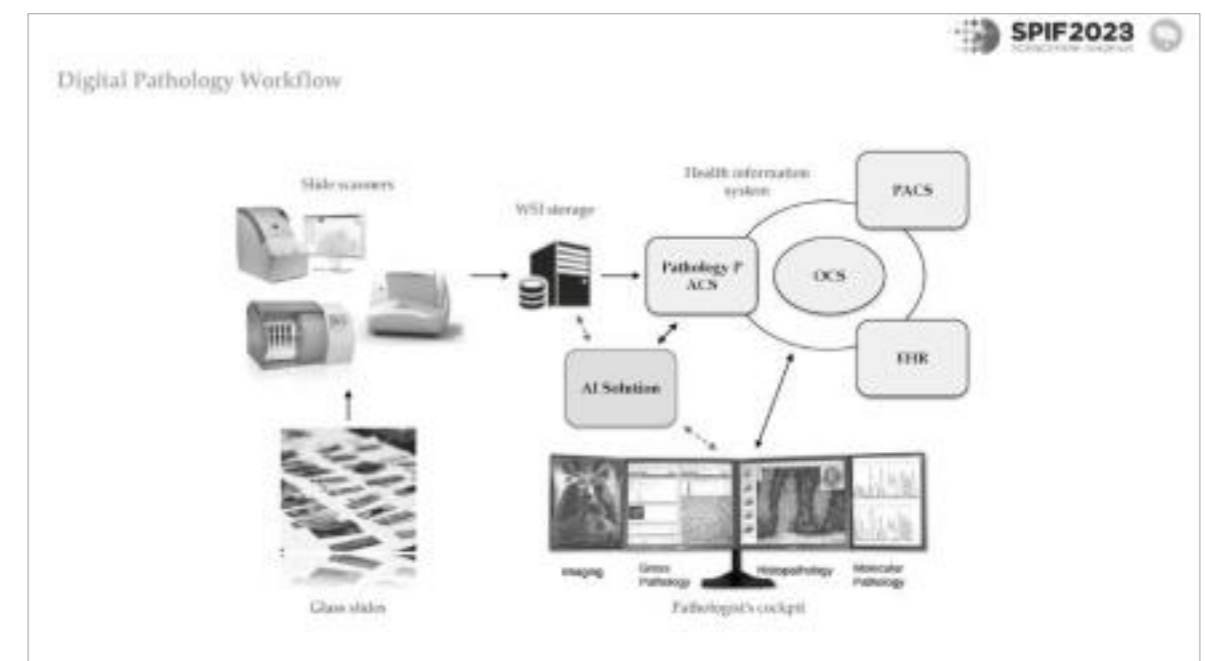 SPIF2023
Digital Pathology Workflow
Slide scanners
WSI storage
Health information
system
PACS
Pathology P
ACS
OCS
EHR
AI Solution
Imaging
Gross
Pathology
Histopathology
Molecular
Pathology
Glass slides
Pathologist's cockpit